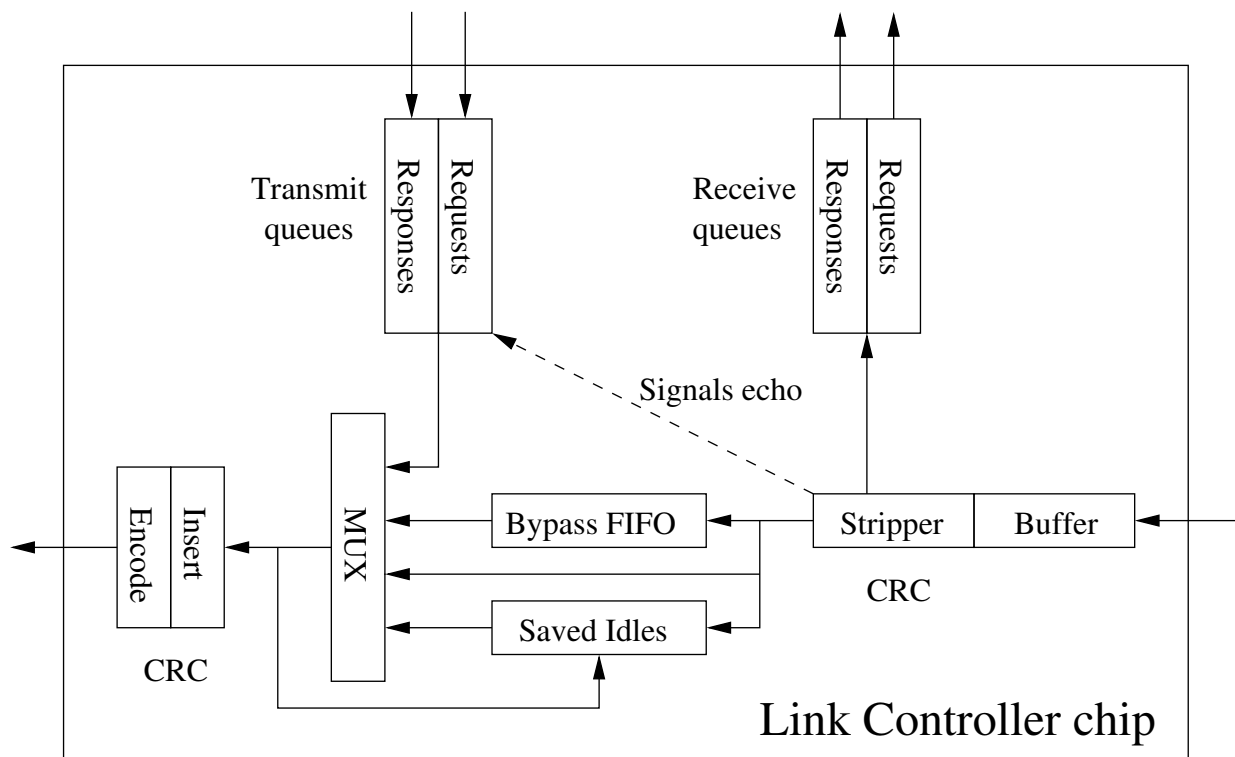 Transmit
queues
Responses
Requests
Receive
queues
Responses
Requests
Signals echo
MUX
Encode
Insert
CRC
Bypass FIFO
Saved Idles
Stripper
Buffer
CRC
Link Controller chip